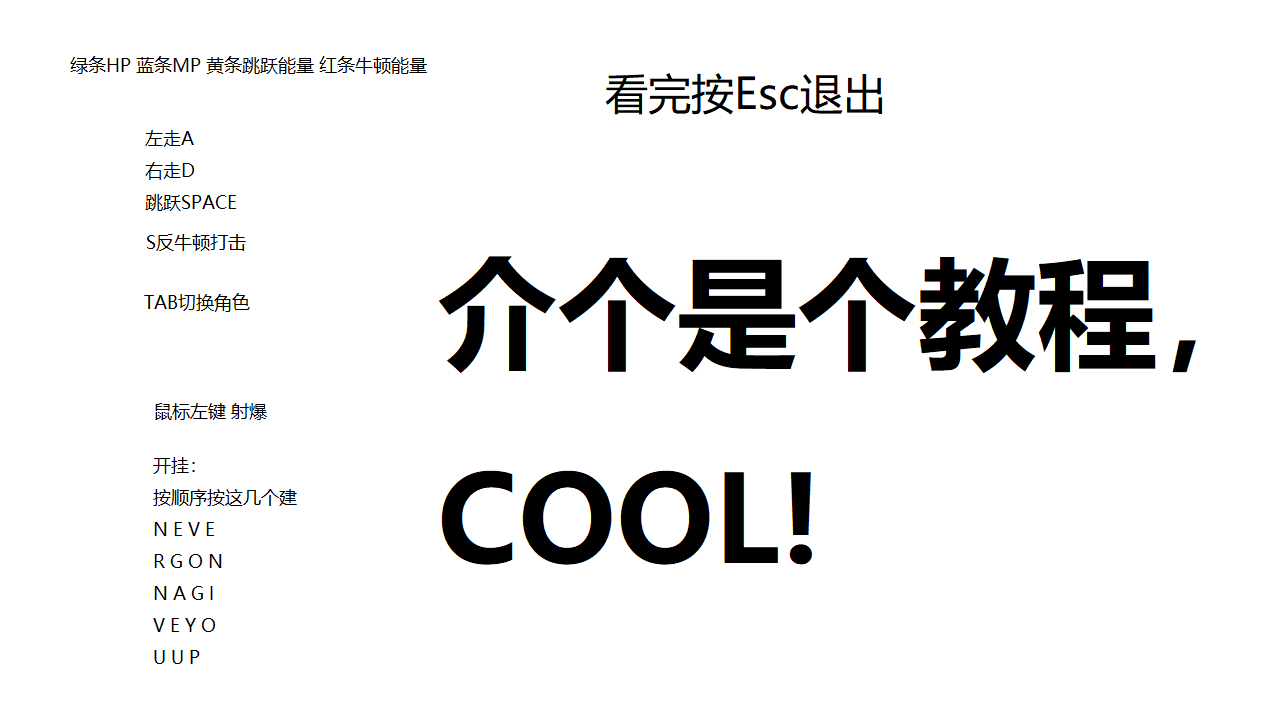 绿条HP 蓝条MP 黄条跳跃能量 红条牛顿能量
看完按Esc退出
左走A
右走D
跳跃SPACE
S反牛顿打击
TAB切换角色
介个是个教程，
COOL!
鼠标左键 射爆
开挂：
按顺序按这几个建
N E V E
R G O N
N A G I
V E Y O
U U P